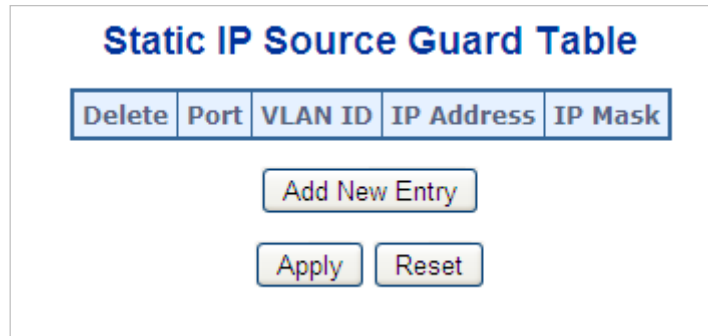 Static IP Source Guard Table
Delete Port VLAN ID IP Address IP Mask
Add New Entry
Apply Reset